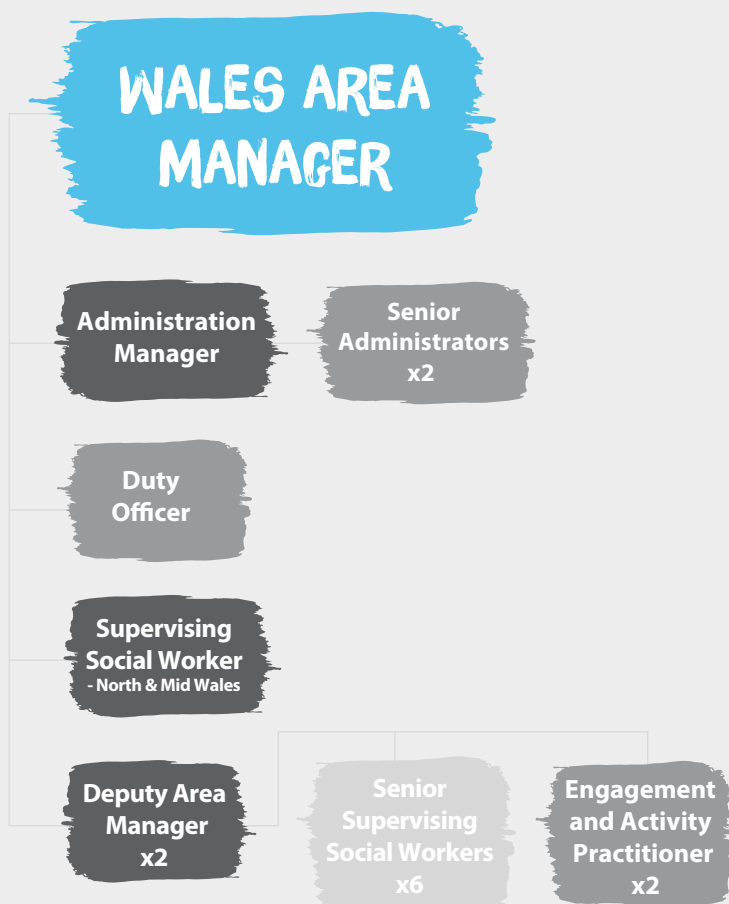 WALES AREA
MANAGER
Administration
Manager
Senior
Administrators
x2
Duty
Officer
Supervising
Social Worker
- North & Mid Wales
Deputy Area
Manager
x2
Senior
Supervising
Social Workers
x6
Engagement
and Activity
Practitioner
x2